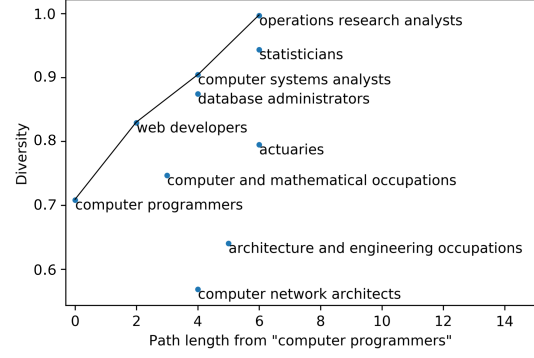 1.0
operations research analysts
statisticians
0.9
computer systems analysts
database administrators
web developers
0.8
actuaries
computer and mathematical occupations
0.7
computer programmers
architecture and engineering occupations
0.6
computer network architects
Diversity
0 2 4 6 8 10 12 14
Path length from "computer programmers"